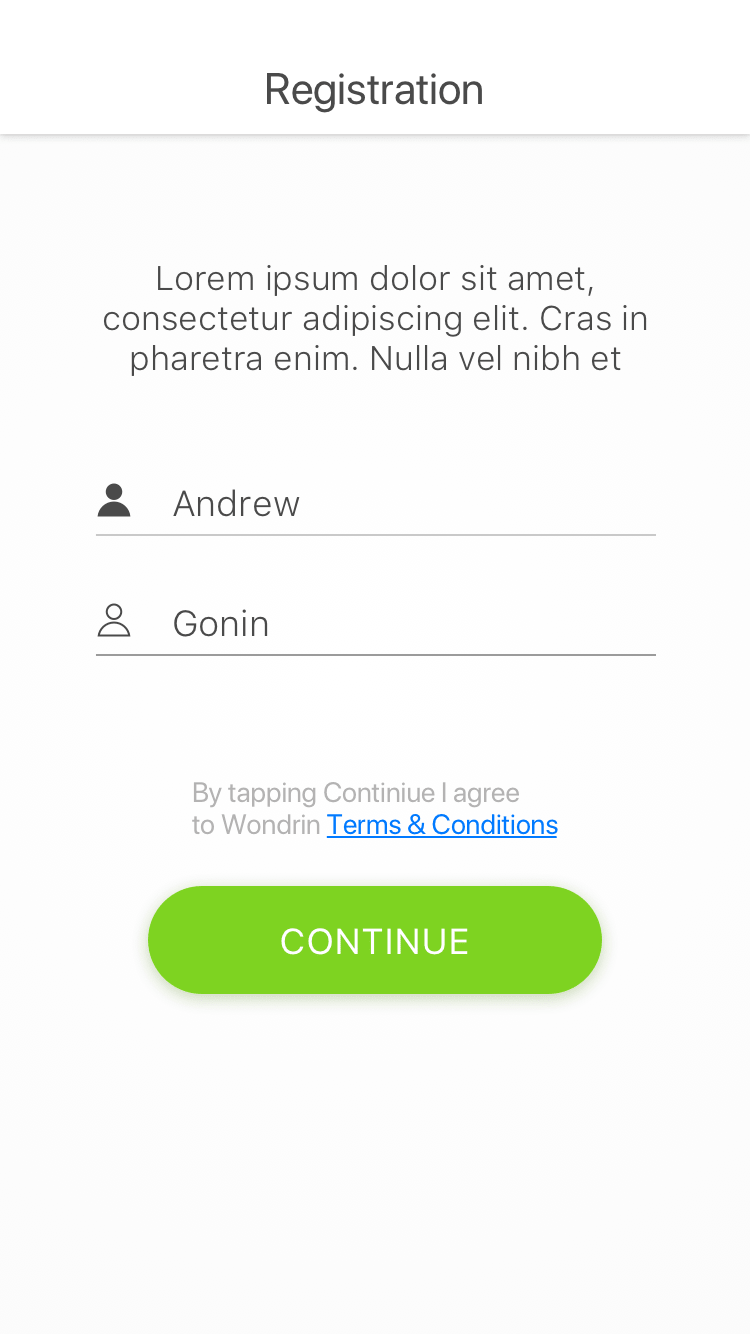 Registration
Lorem ipsum dolor sit amet,
consectetur adipiscing elit. Cras in
pharetra enim. Nulla vel nibh et
Andrew
Gonin
By tapping Continiue I agree
to Wondrin Terms & Conditions
CONTINUE